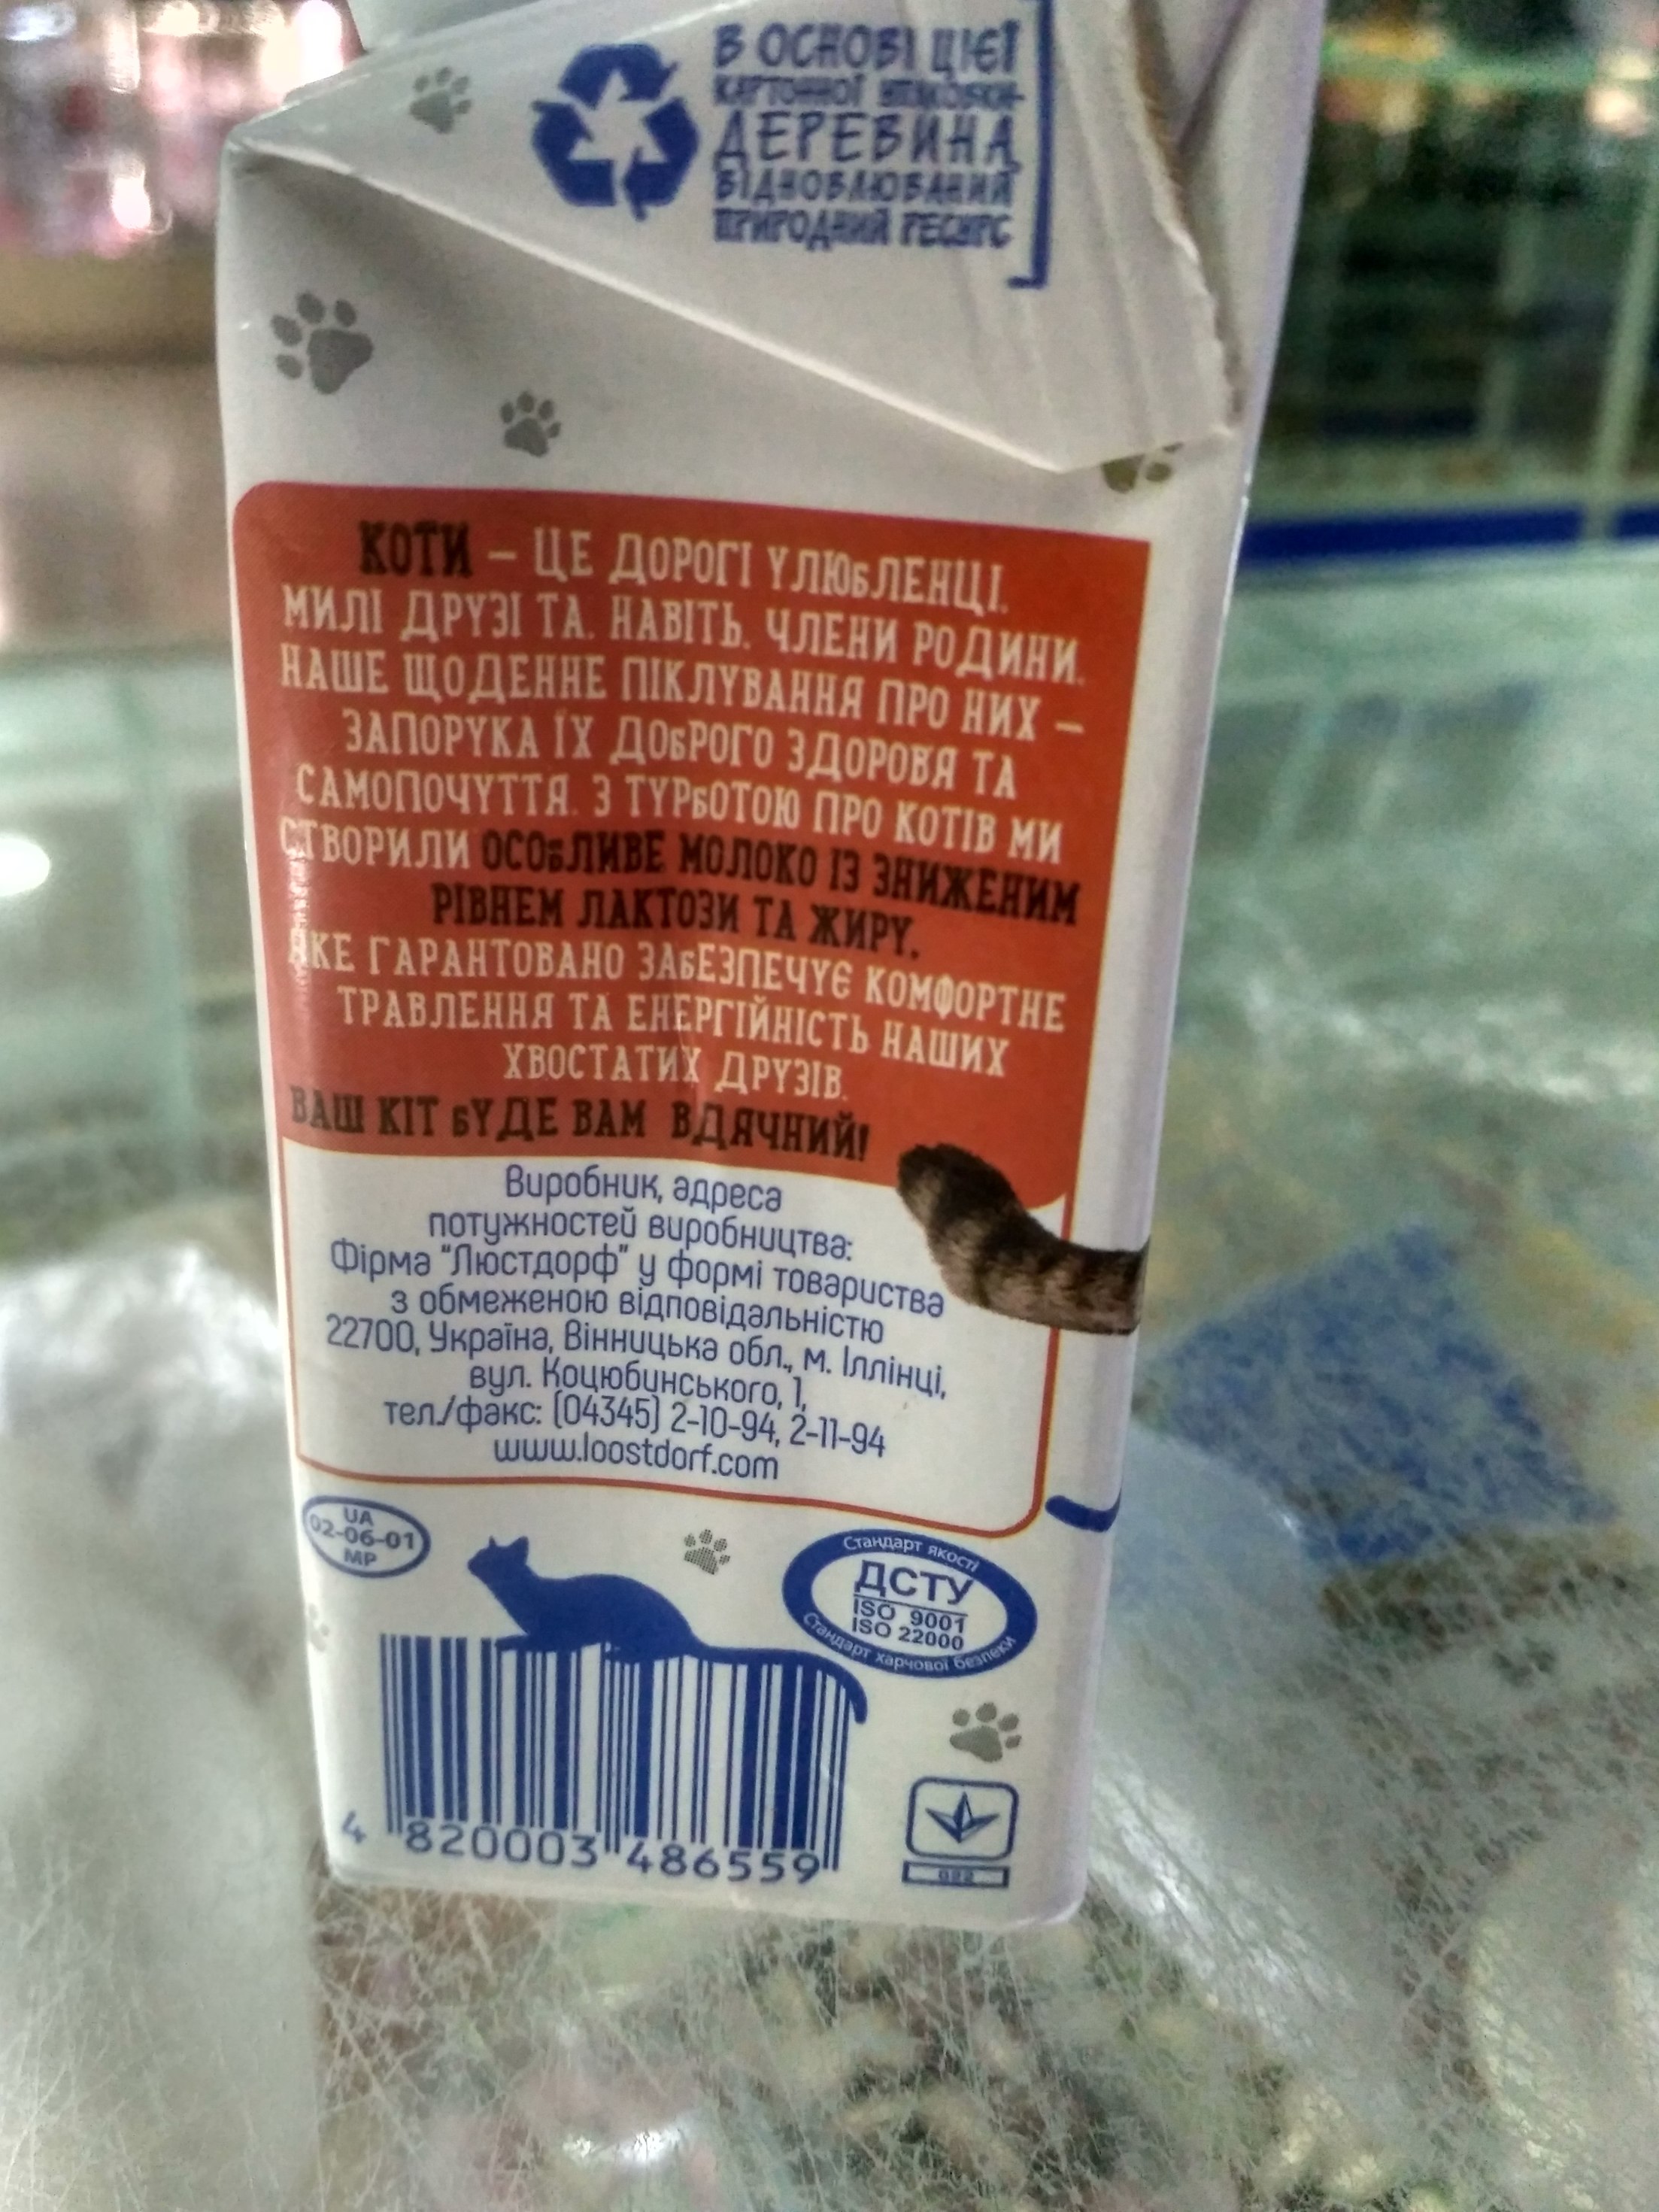 В ОСНОВІ ЦІЄЇ
КАРТОННОЇ УПАКОВКИ-
ДЕРЕВИНА,
ВІДНОВЛЮВАНИЙ
ПРИРОДНИЙ РЕСУРС
КОТИ – ЦЕ ДОРОГІ УЛЮБЛЕНЦІ,
МИЛІ ДРУЗІ ТА, НАВІТЬ, ЧЛЕНИ РОДИНИ.
НАШЕ ЩОДЕННЕ ПІКЛУВАННЯ ПРО НИХ –
ЗАПОРУКА ЇХ ДОБРОГО ЗДОРОВ'Я ТА
САМОПОЧУТТЯ. З ТУРБОТОЮ ПРО КОТІВ МИ
СТВОРИЛИ ОСОБЛИВЕ МОЛОКО ІЗ ЗНИЖЕНИМ
РІВНЕМ ЛАКТОЗИ ТА ЖИРУ,
ЯКЕ ГАРАНТОВАНО ЗАБЕЗПЕЧУЄ КОМФОРТНЕ
ТРАВЛЕННЯ ТА ЕНЕРГІЙНІСТЬ НАШИХ
ХВОСТАТИХ ДРУЗІВ.
ВАШ КІТ БУДЕ ВАМ ВДЯЧНИЙ!
Виробник, адреса
потужностей виробництва:
Фірма "Люстдорф" у формі товариства
з обмеженою відповідальністю
22700, Україна, Вінницька обл., м. Іллінці,
вул. Коцюбинського, 1,
тел./факс: (04345) 2-10-94, 2-11-94
www.loostdorf.com
UA
02-06-01
МР
Стандарт якості
ДСТУ
ISO 9001
ISO 22000
Стандарт харчової безпеки
4 820003 486559